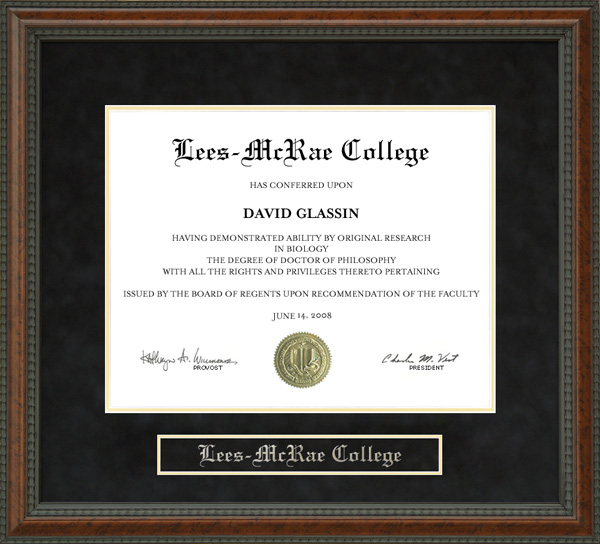 Lees-McRae College
HAS CONFERRED UPON
DAVID GLASSIN
HAVING DEMONSTRATED ABILITY BY ORIGINAL RESEARCH
IN BIOLOGY
THE DEGREE OF DOCTOR OF PHILOSOPHY
WITH ALL THE RIGHTS AND PRIVILEGES THERETO PERTAINING
ISSUED BY THE BOARD OF REGENTS UPON RECOMMENDATION OF THE FACULTY
JUNE 14, 2008
PROVOST
Charlie M. Vest
PRESIDENT
Lees-McRae College